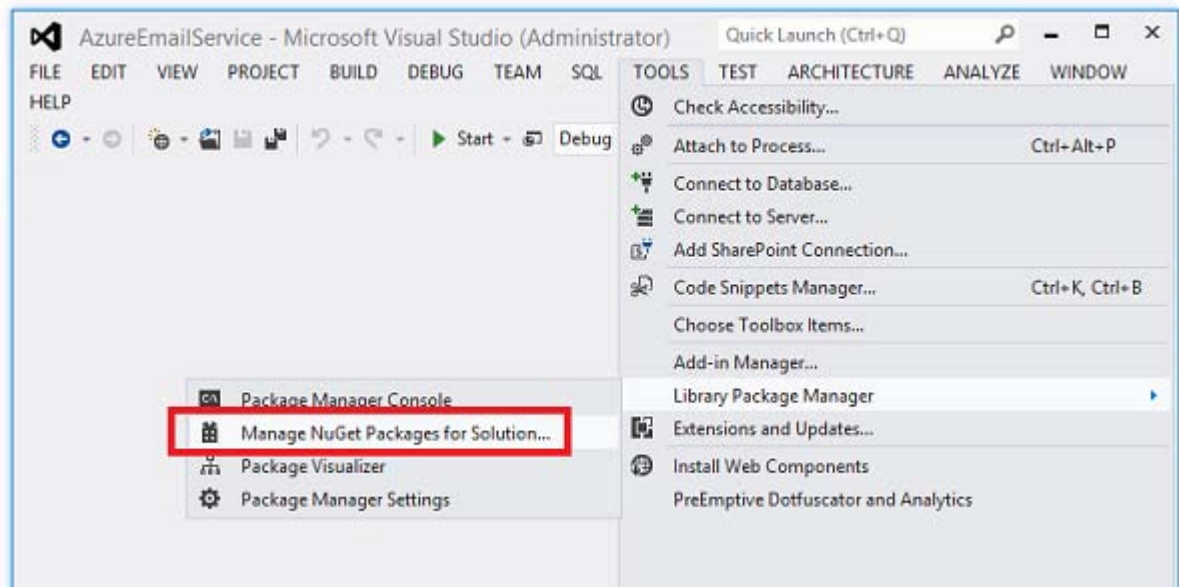 AzureEmailService - Microsoft Visual Studio (Administrator)
Quick Launch (Ctrl+Q)
FILE EDIT VIEW PROJECT BUILD DEBUG TEAM SQL TOOLS TEST ARCHITECTURE ANALYZE WINDOW
HELP
Start
Debug
Check Accessibility...
Attach to Process... Ctrl+Alt+P
Connect to Database...
Connect to Server...
Add SharePoint Connection...
Code Snippets Manager... Ctrl+K, Ctrl+B
Choose Toolbox Items...
Add-in Manager...
Library Package Manager
Extensions and Updates...
Install Web Components
PreEmptive Dotfuscator and Analytics
Package Manager Console
Manage NuGet Packages for Solution...
Package Visualizer
Package Manager Settings